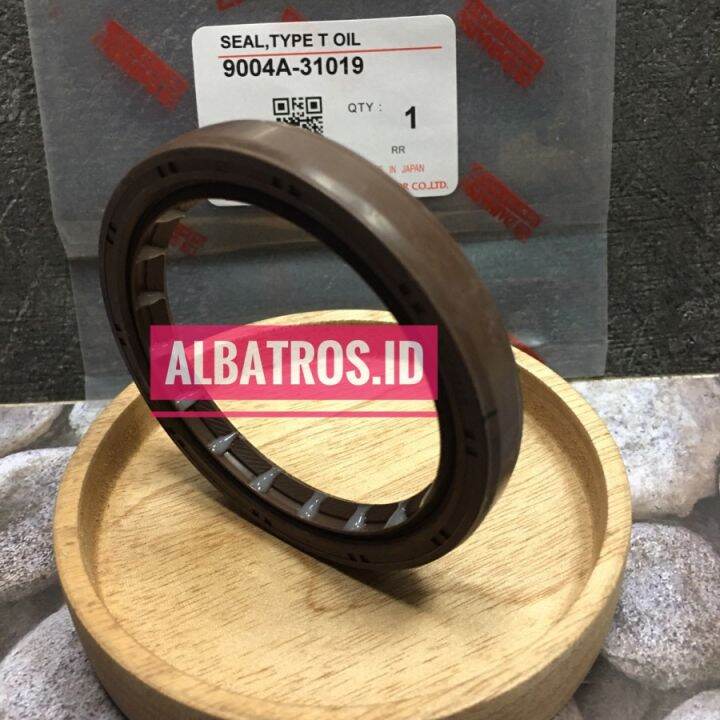 SEAL,TYPE T OIL
9004A-31019
QTY : 1
RR
IN JAPAN
CO.,LTD.
ALBATROS.ID